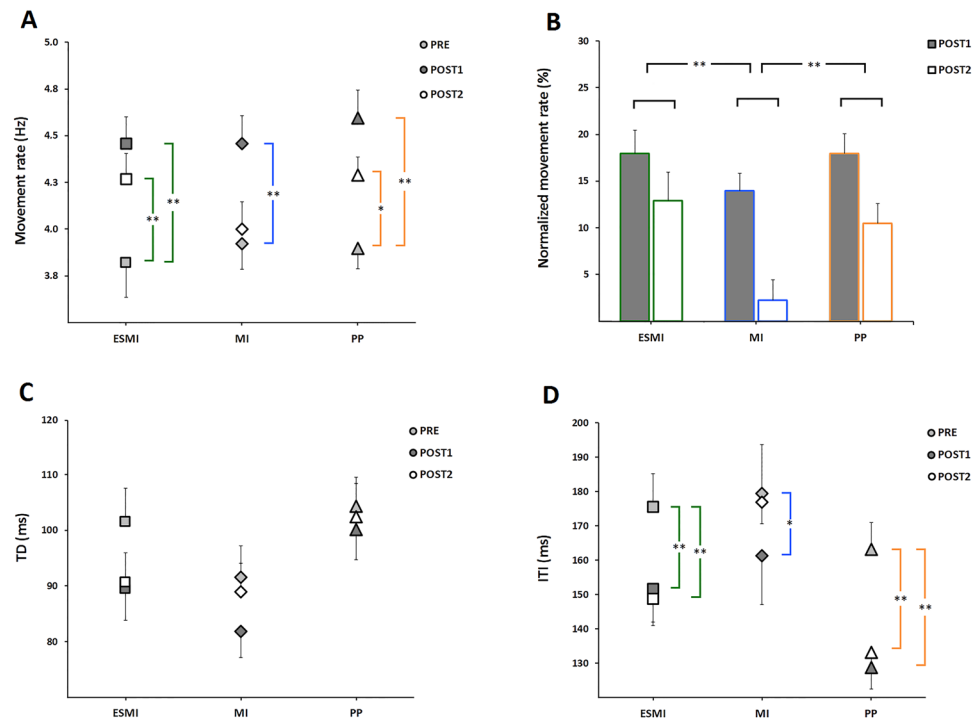 A
Movement rate (Hz)
5.0
4.8
4.5
4.3
4.0
3.8
PRE
POST1
POST2
**
**
**
*
**
ESMI
MI
PP
B
Normalized movement rate (%)
30
25
20
15
10
5
POST1
POST2
**
**
ESMI
MI
PP
C
TD (ms)
120
110
100
90
80
PRE
POST1
POST2
ESMI
MI
PP
D
ITI (ms)
200
190
180
170
160
150
140
130
PRE
POST1
POST2
**
**
*
**
**
ESMI
MI
PP